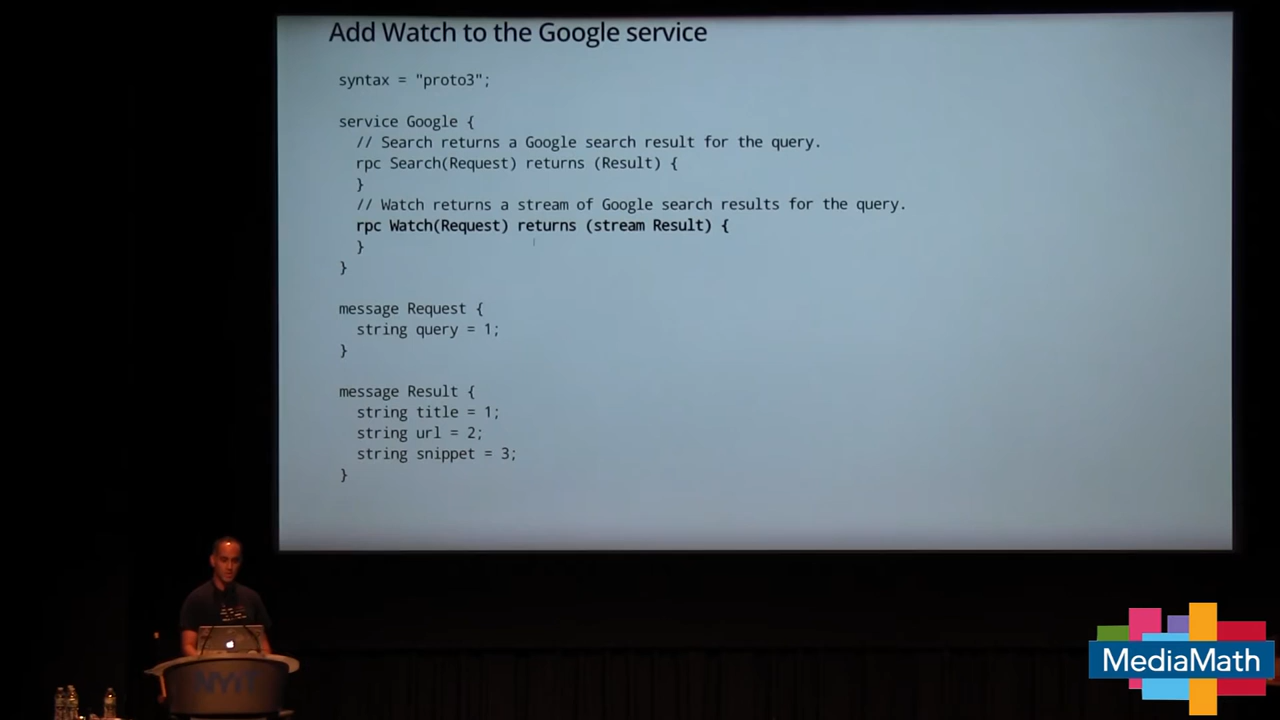 Add Watch to the Google service
syntax = "proto3";
service Google {
// Search returns a Google search result for the query.
rpc Search(Request) returns (Result) {
}
// Watch returns a stream of Google search results for the query.
rpc Watch(Request) returns (stream Result) {
}
}
message Request {
string query = 1;
}
message Result {
string title = 1;
string url = 2;
string snippet = 3;
}
NYIT
MediaMath